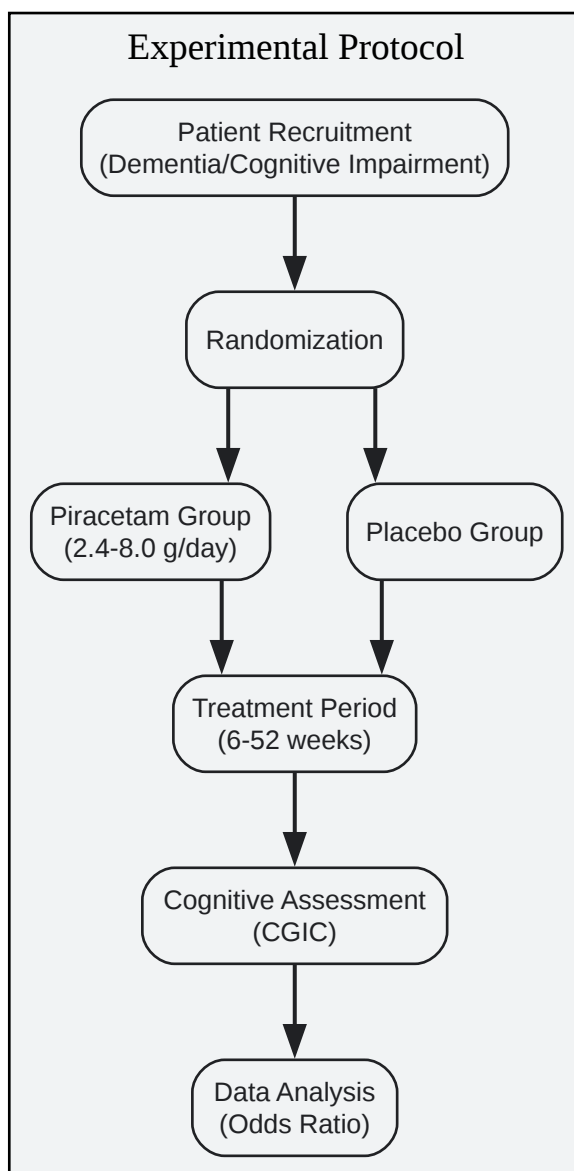 Experimental Protocol
Patient Recruitment
(Dementia/Cognitive Impairment)
Randomization
Piracetam Group
(2.4-8.0 g/day)
Placebo Group
Treatment Period
(6-52 weeks)
Cognitive Assessment
(CGIC)
Data Analysis
(Odds Ratio)